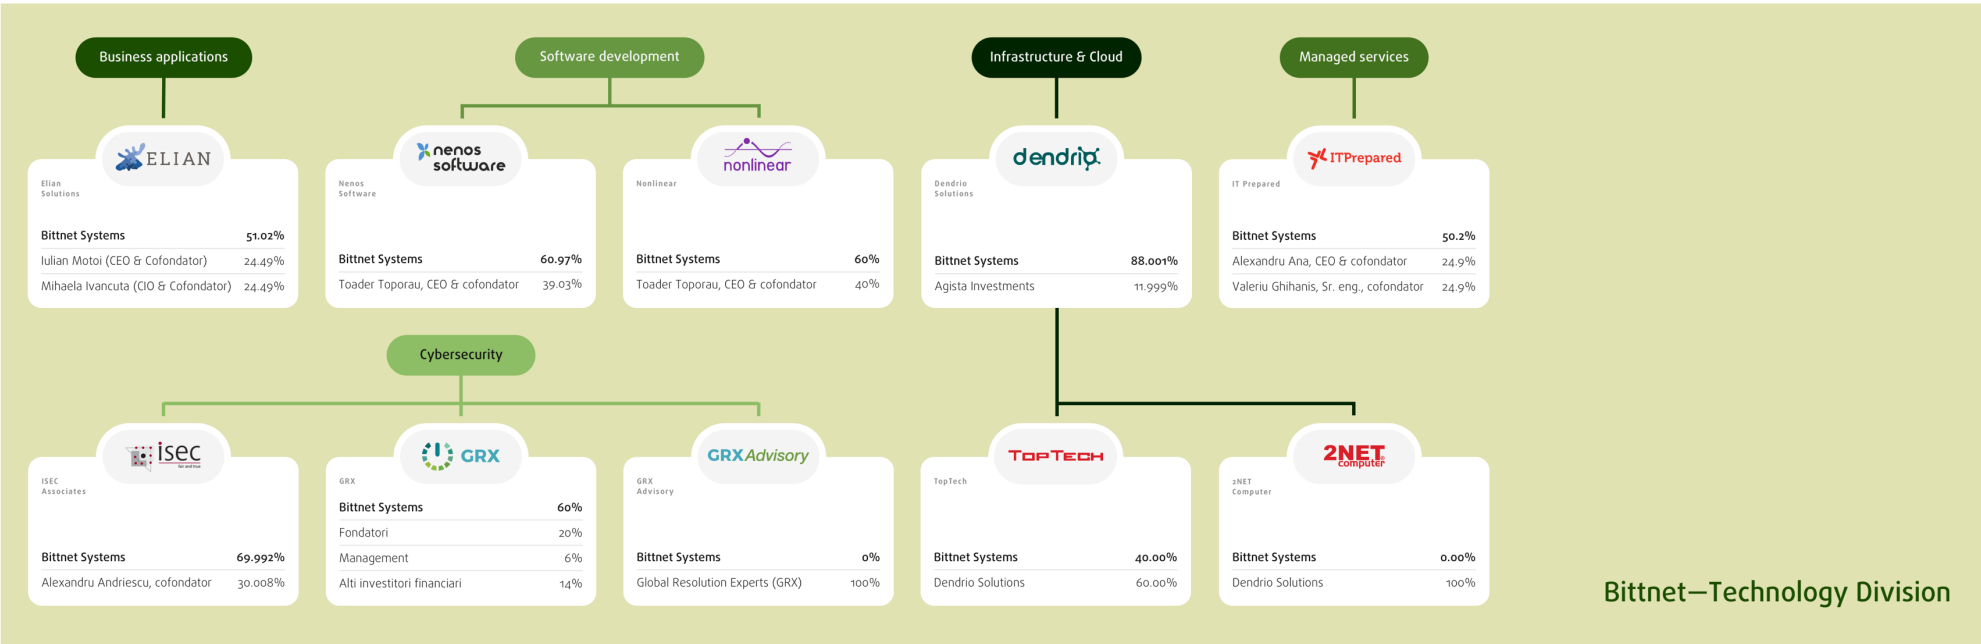 Business applications
Software development
Infrastructure & Cloud
Managed services
ELIAN
Elian
Solutions
Bittnet Systems 51.02%
Iulian Motoi (CEO & Cofondator) 24.49%
Mihaela Ivancuta (CIO & Cofondator) 24.49%
nenos
software
Nenos
Software
Bittnet Systems 60.97%
Toader Toporau, CEO & cofondator 39.03%
nonlinear
Nonlinear
Bittnet Systems 60%
Toader Toporau, CEO & cofondator 40%
dendrio
Dendrio
Solutions
Bittnet Systems 88.001%
Agista Investments 11.999%
ITPrepared
IT Prepared
Bittnet Systems 50.2%
Alexandru Ana, CEO & cofondator 24.9%
Valeriu Ghihanis, Sr. eng., cofondator 24.9%
Cybersecurity
isec
fair and true
ISEC
Associates
Bittnet Systems 69.992%
Alexandru Andriescu, cofondator 30.008%
GRX
GRX
Bittnet Systems 60%
Fondatori 20%
Management 6%
Alti investitori financiari 14%
GRXAdvisory
GRX
Advisory
Bittnet Systems 0%
Global Resolution Experts (GRX) 100%
TOPTECH
TopTech
Bittnet Systems 40.00%
Dendrio Solutions 60.00%
2NET®
computer
2NET
Computer
Bittnet Systems 0.00%
Dendrio Solutions 100%
Bittnet—Technology Division